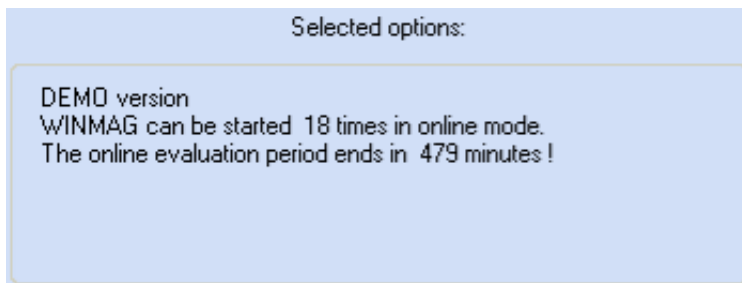 Selected options:
DEMO version
WINMAG can be started 18 times in online mode.
The online evaluation period ends in 479 minutes !